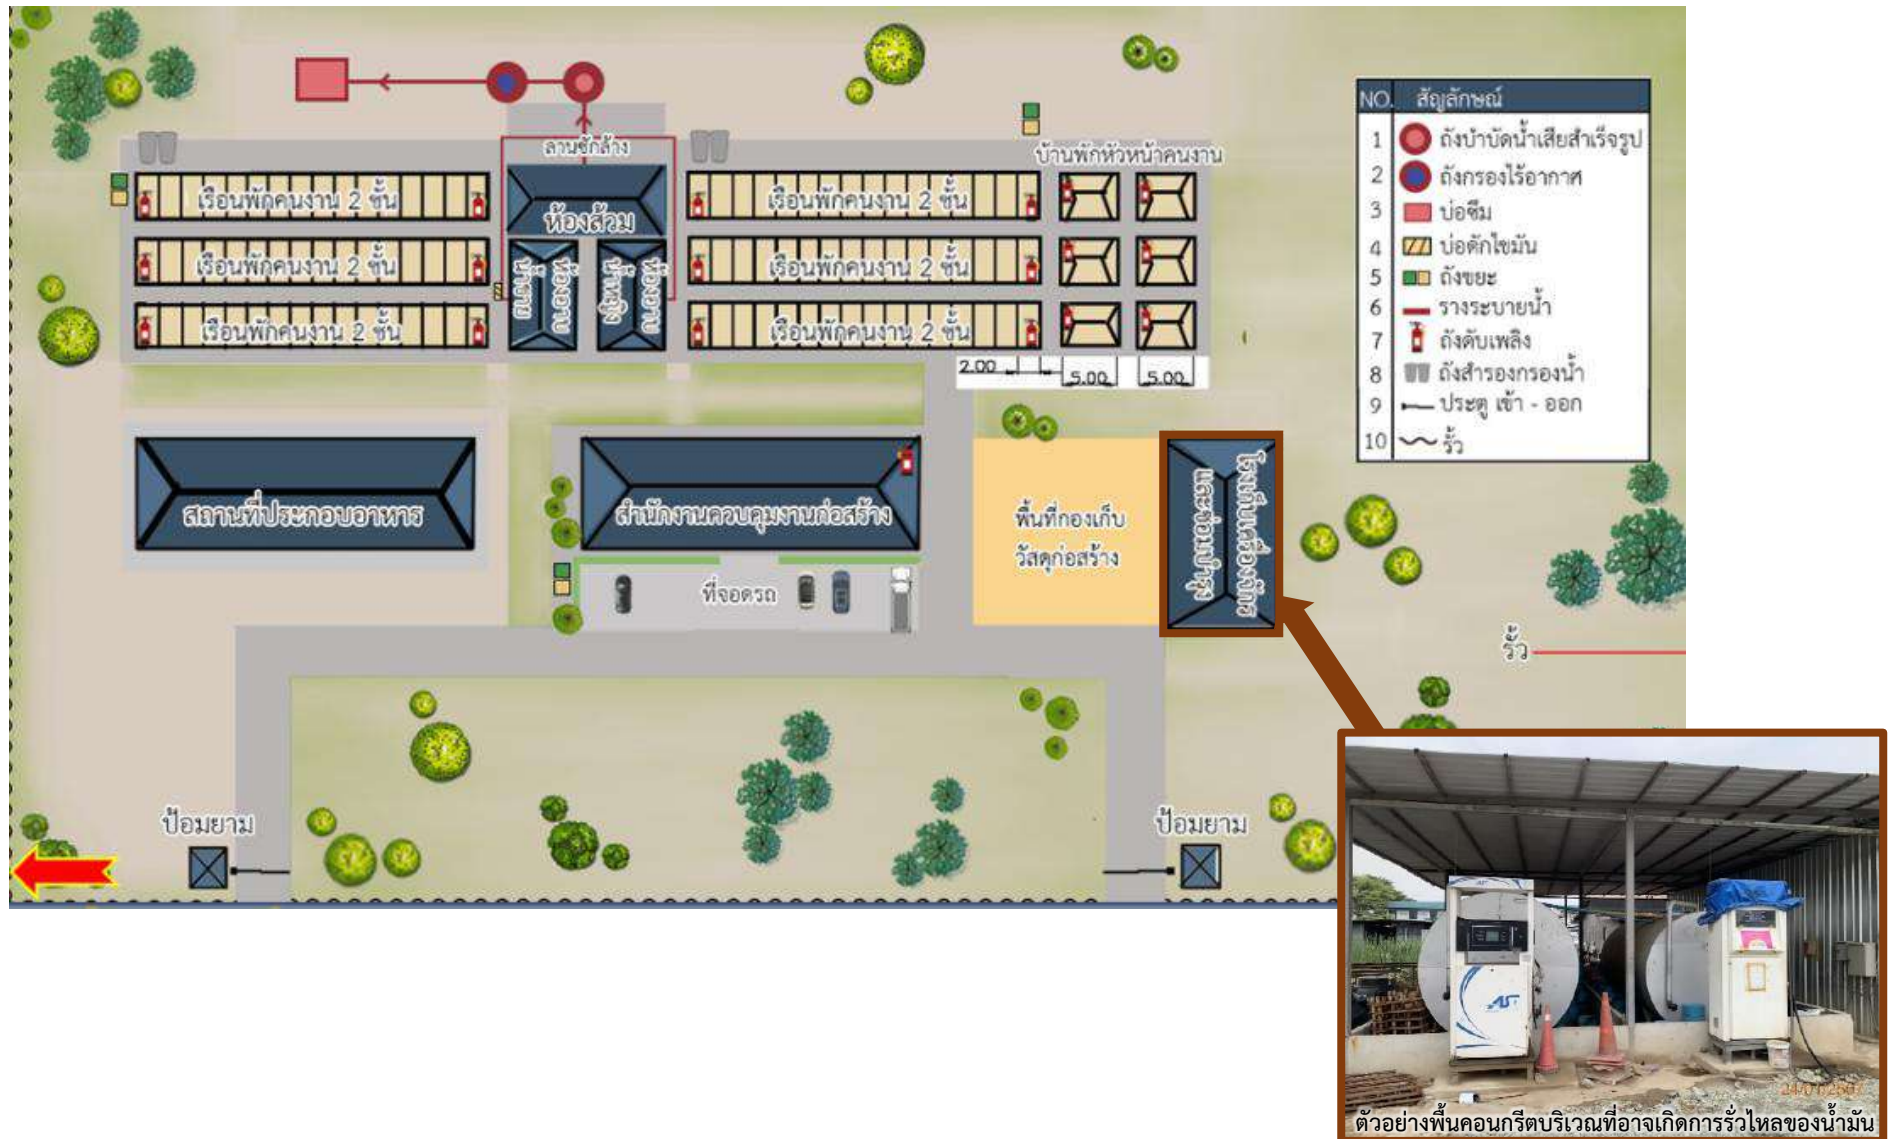 ลานซักล้าง
บ้านพักหัวหน้าคนงาน
เรือนพักคนงาน 2 ชั้น
ห้องส้วม
เรือนพักคนงาน 2 ชั้น
เรือนพักคนงาน 2 ชั้น
ห้องอาบ
น้ำชาย
ห้องอาบ
น้ำหญิง
เรือนพักคนงาน 2 ชั้น
เรือนพักคนงาน 2 ชั้น
เรือนพักคนงาน 2 ชั้น
2.00
5.00
5.00
NO. สัญลักษณ์
1 ถังบำบัดน้ำเสียสำเร็จรูป
2 ถังกรองไร้อากาศ
3 บ่อซึม
4 บ่อดักไขมัน
5 ถังขยะ
6 รางระบายน้ำ
7 ถังดับเพลิง
8 ถังสำรองกรองน้ำ
9 ประตู เข้า - ออก
10 รั้ว
สถานที่ประกอบอาหาร
สำนักงานควบคุมงานก่อสร้าง
พื้นที่กองเก็บ
วัสดุก่อสร้าง
โรงเก็บเครื่องจักร
และซ่อมบำรุง
ที่จอดรถ
รั้ว
ป้อมยาม
ป้อมยาม
ตัวอย่างพื้นคอนกรีตบริเวณที่อาจเกิดการรั่วไหลของน้ำมัน